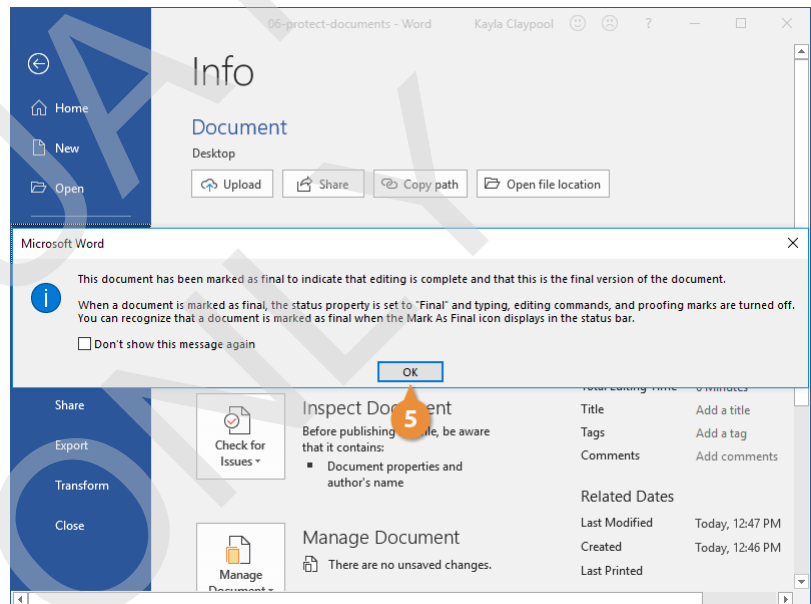 06-protect-documents - Word Kayla Claypool ?
Info
Home
New
Open
Document
Desktop
Upload
Share
Copy path
Open file location
Microsoft Word
This document has been marked as final to indicate that editing is complete and that this is the final version of the document.
When a document is marked as final, the status property is set to "Final" and typing, editing commands, and proofing marks are turned off.
You can recognize that a document is marked as final when the Mark As Final icon displays in the status bar.
Don't show this message again
OK
5
Share
Export
Transform
Close
Check for
Issues
Inspect Document
Before publishing file, be aware
that it contains:
Document properties and
author's name
Manage
Document
Manage Document
There are no unsaved changes.
Total Editing Time 0 Minutes
Title Add a title
Tags Add a tag
Comments Add comments
Related Dates
Last Modified Today, 12:47 PM
Created Today, 12:46 PM
Last Printed
ONLY